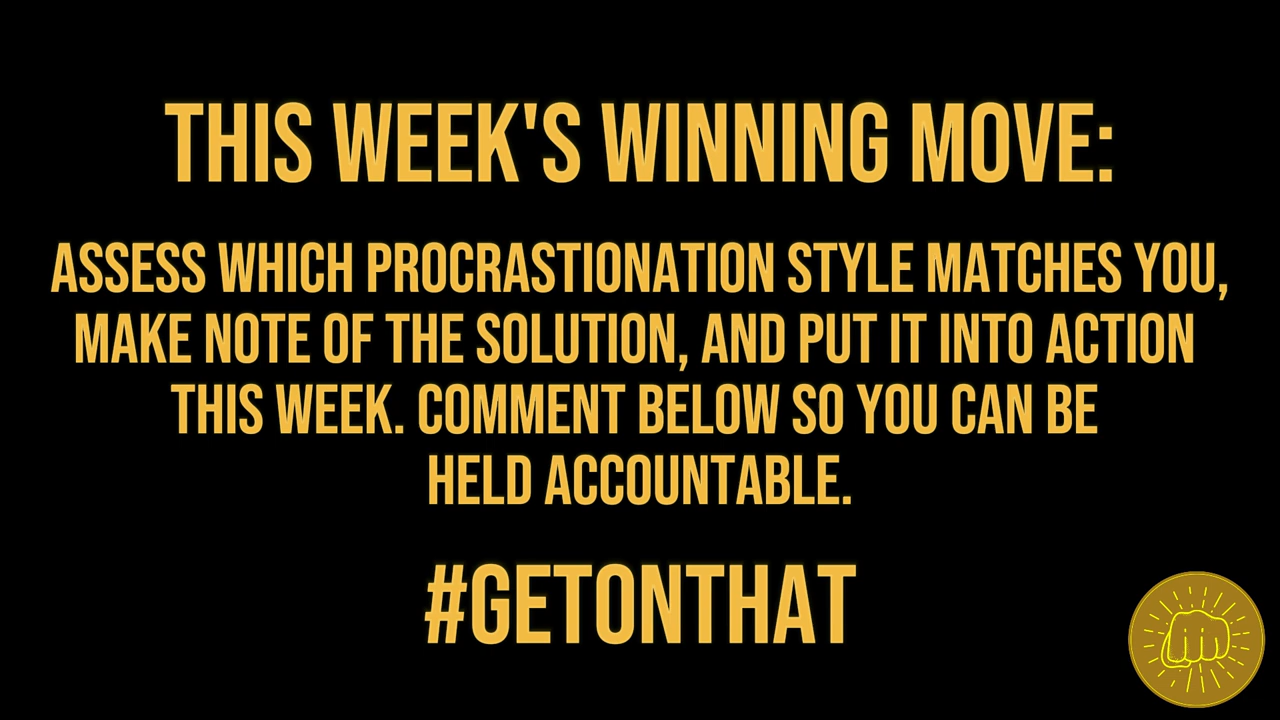 THIS WEEK'S WINNING MOVE:
ASSESS WHICH PROCRASTIONATION STYLE MATCHES YOU,
MAKE NOTE OF THE SOLUTION, AND PUT IT INTO ACTION
THIS WEEK. COMMENT BELOW SO YOU CAN BE
HELD ACCOUNTABLE.
#GETONTHAT